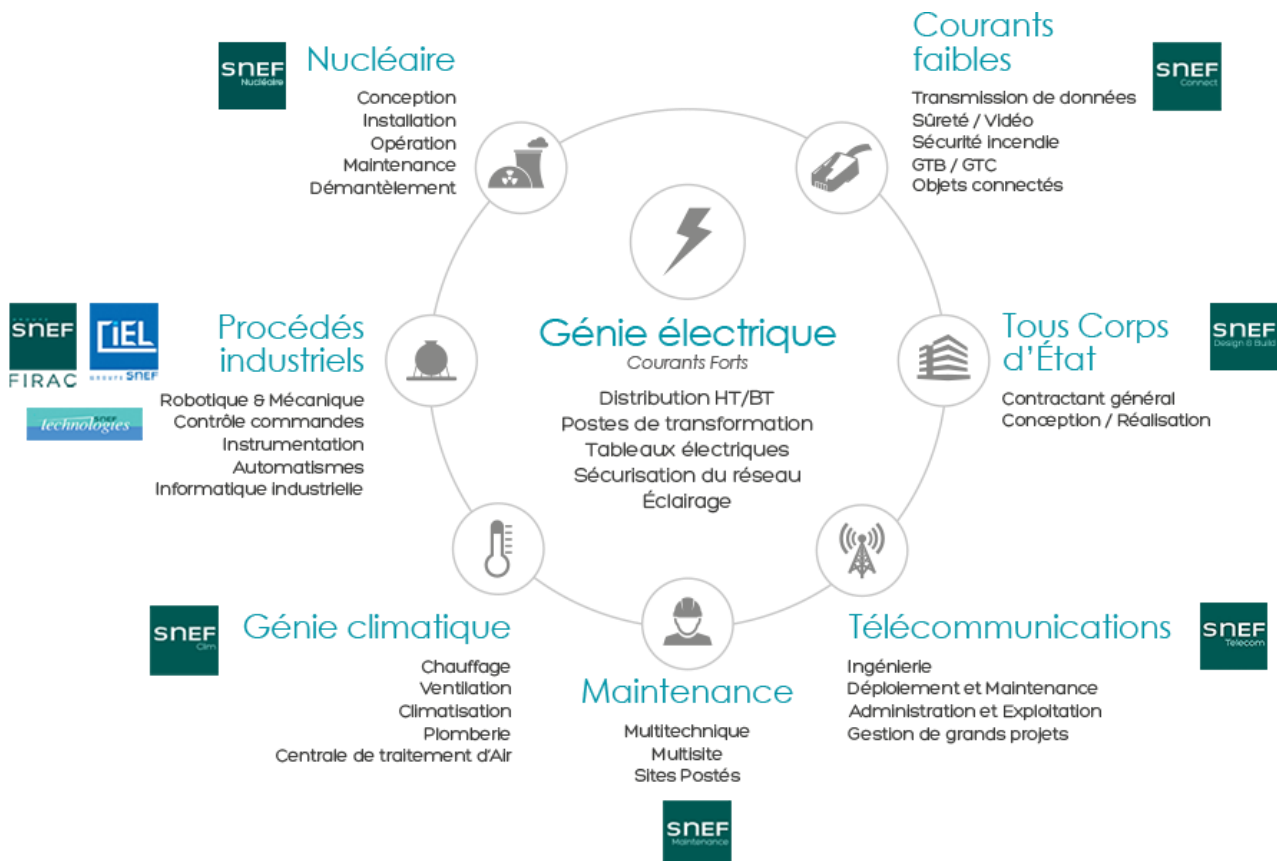 snef
Nucléaire
Nucléaire
Conception
Installation
Opération
Maintenance
Démantèlement
Courants
faibles
snef
Connect
Transmission de données
Sûreté / Vidéo
Sécurité incendie
GTB / GTC
Objets connectés
GROUPE
snef
FIRAC
CIEL
GROUPE SNEF
snef
technologies
Procédés
industriels
Robotique & Mécanique
Contrôle commandes
Instrumentation
Automatismes
Informatique industrielle
Génie électrique
Courants Forts
Distribution HT/BT
Postes de transformation
Tableaux électriques
Sécurisation du réseau
Éclairage
Tous Corps
d'État
snef
Design & Build
Contractant général
Conception / Réalisation
snef
Clim
Génie climatique
Chauffage
Ventilation
Climatisation
Plomberie
Centrale de traitement d'Air
Maintenance
Multitechnique
Multisite
Sites Postés
snef
Maintenance
Télécommunications
snef
Telecom
Ingénierie
Déploiement et Maintenance
Administration et Exploitation
Gestion de grands projets